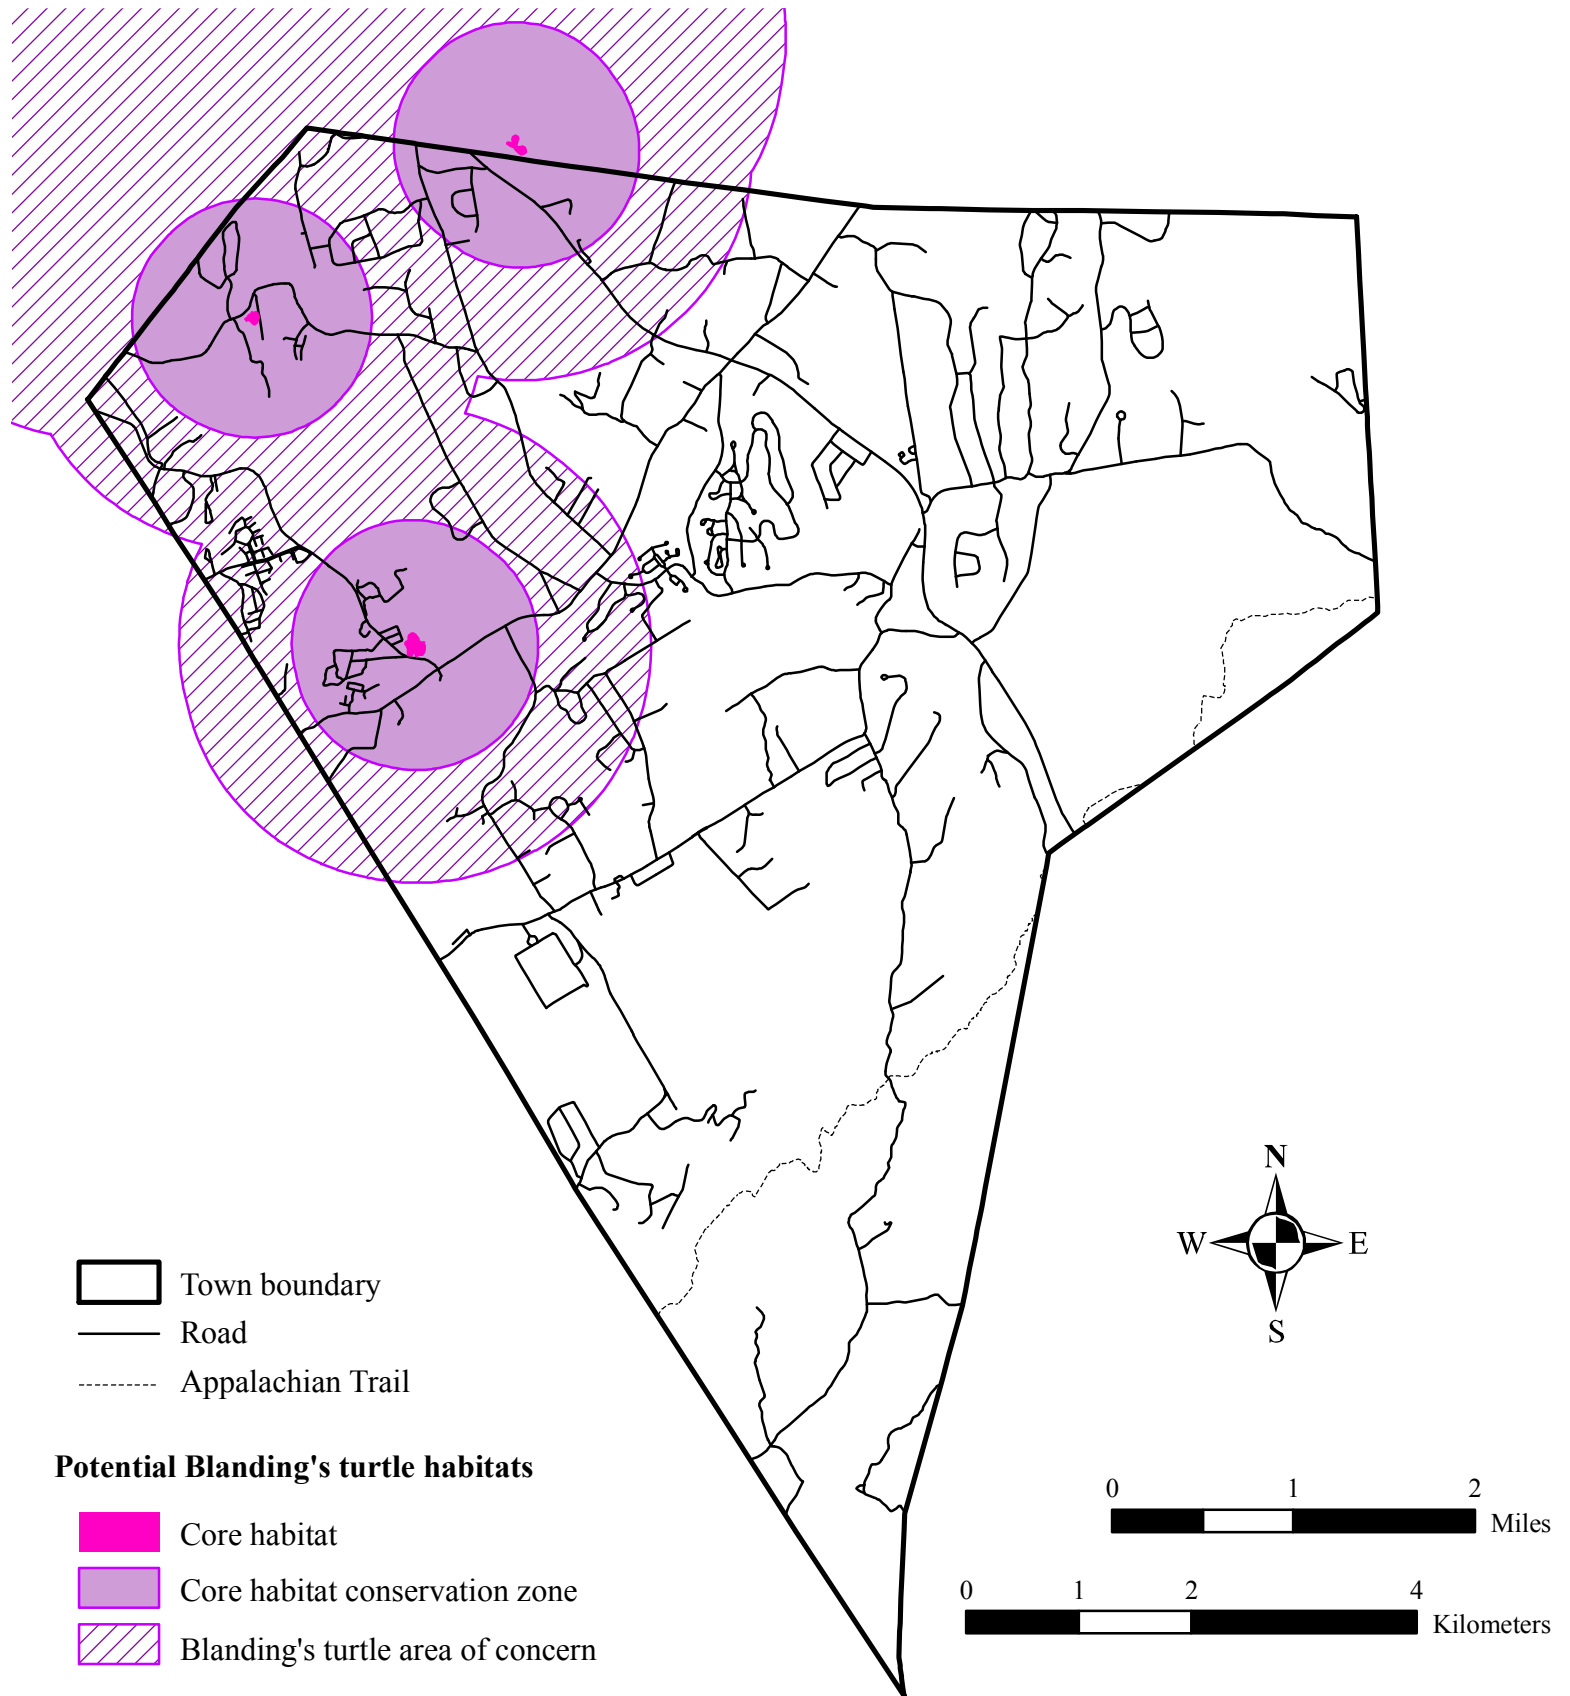 N
W E
S
Town boundary
Road
Appalachian Trail
Potential Blanding's turtle habitats
Core habitat
Core habitat conservation zone
Blanding's turtle area of concern
0 1 2
Miles
0 1 2 4
Kilometers